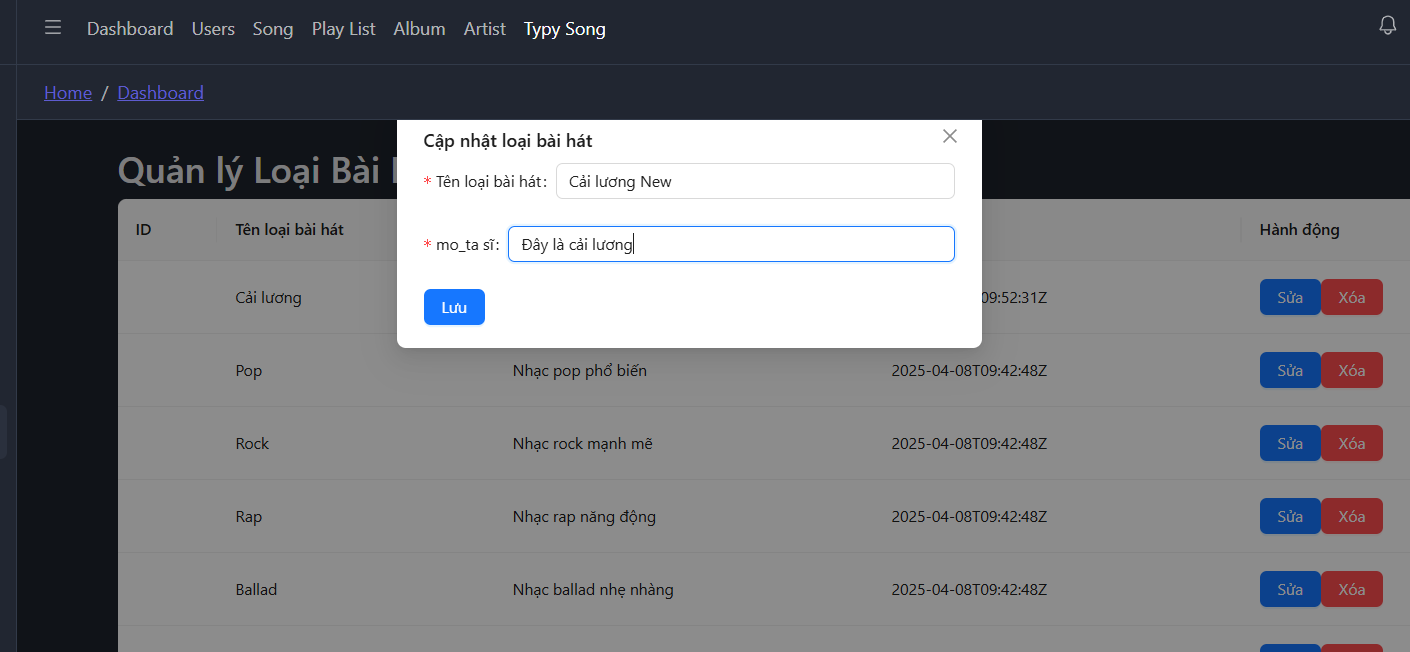 Dashboard Users Song Play List Album Artist Typy Song
Home / Dashboard
Cập nhật loại bài hát
* Tên loại bài hát: Cải lương New
* mo_ta sĩ: Đây là cải lương
Lưu
Quản lý Loại Bài
ID Tên loại bài hát Hành động
Cải lương 09:52:31Z Sửa Xóa
Pop Nhạc pop phổ biến 2025-04-08T09:42:48Z Sửa Xóa
Rock Nhạc rock mạnh mẽ 2025-04-08T09:42:48Z Sửa Xóa
Rap Nhạc rap năng động 2025-04-08T09:42:48Z Sửa Xóa
Ballad Nhạc ballad nhẹ nhàng 2025-04-08T09:42:48Z Sửa Xóa